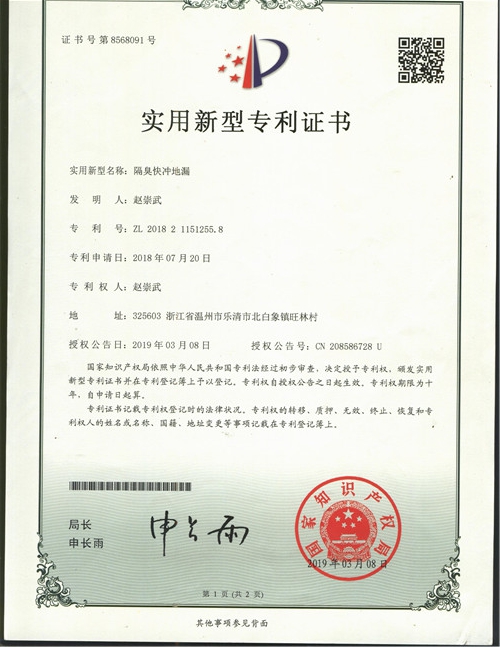 证书号第8568091号
实用新型专利证书
实用新型名称：隔臭快冲地漏
发明人：赵崇武
专利号：ZL 2018 2 1151255.8
专利申请日：2018年07月20日
专利权人：赵崇武
地址：325603 浙江省温州市乐清市北白象镇旺林村
授权公告日：2019年03月08日 授权公告号：CN 208586728 U
国家知识产权局依照中华人民共和国专利法经过初步审查，决定授予专利权，颁发实用
新型专利证书并在专利登记簿上予以登记。专利权自授权公告之日起生效。专利权期限为十
年，自申请日起算。
专利证书记载专利权登记时的法律状况。专利权的转移、质押、无效、终止、恢复和专利
权人的姓名或名称、国籍、地址变更等事项记载在专利登记簿上。
局长
申长雨
申长雨
国家知识产权局
2019年03月08日
第1页(共2页)
其他事项参见背面